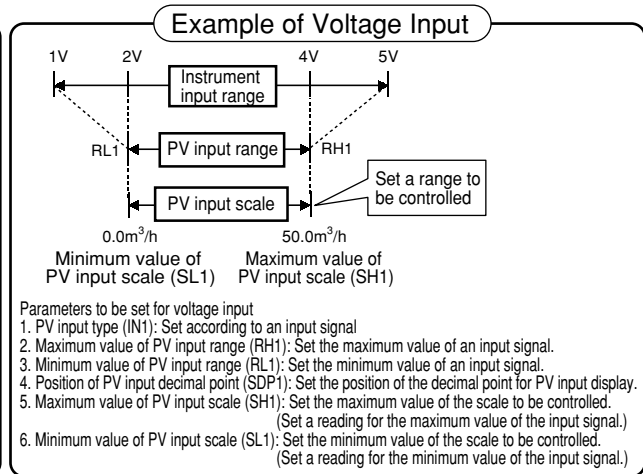 Example of Voltage Input
1V 2V 4V 5V
Instrument
input range
RL1 PV input range RH1
PV input scale
Set a range to
be controlled
0.0m³/h 50.0m³/h
Minimum value of Maximum value of
PV input scale (SL1) PV input scale (SH1)
Parameters to be set for voltage input
1. PV input type (IN1): Set according to an input signal
2. Maximum value of PV input range (RH1): Set the maximum value of an input signal.
3. Minimum value of PV input range (RL1): Set the minimum value of an input signal.
4. Position of PV input decimal point (SDP1): Set the position of the decimal point for PV input display.
5. Maximum value of PV input scale (SH1): Set the maximum value of the scale to be controlled.
(Set a reading for the maximum value of the input signal.)
6. Minimum value of PV input scale (SL1): Set the minimum value of the scale to be controlled.
(Set a reading for the minimum value of the input signal.)